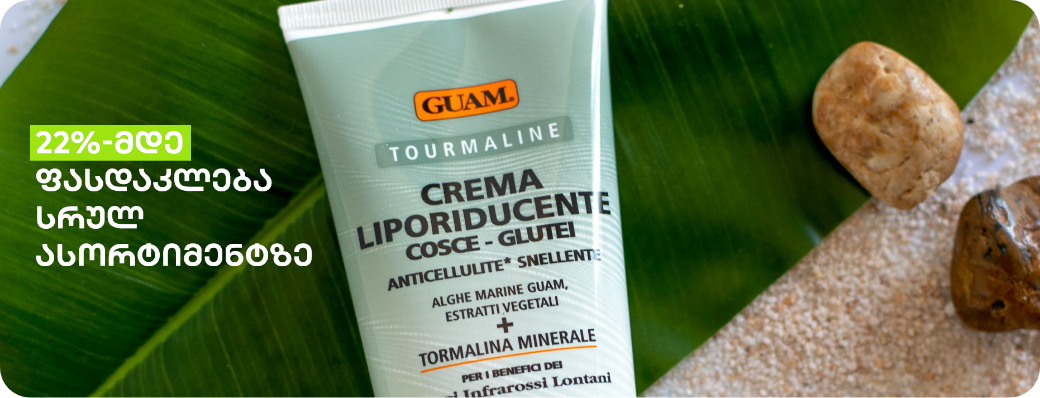 22%-მდე
ფასდაკლება
სრულ
ასორტიმენტზე
GUAM.
TOURMALINE
CREMA
LIPORIDUCENTE
COSCE - GLUTEI
ANTICELLULITE* SNELLENTE
ALGHE MARINE GUAM,
ESTRATTI VEGETALI
+
TORMALINA MINERALE
PER I BENEFICI DEI
Infrarossi Lontani